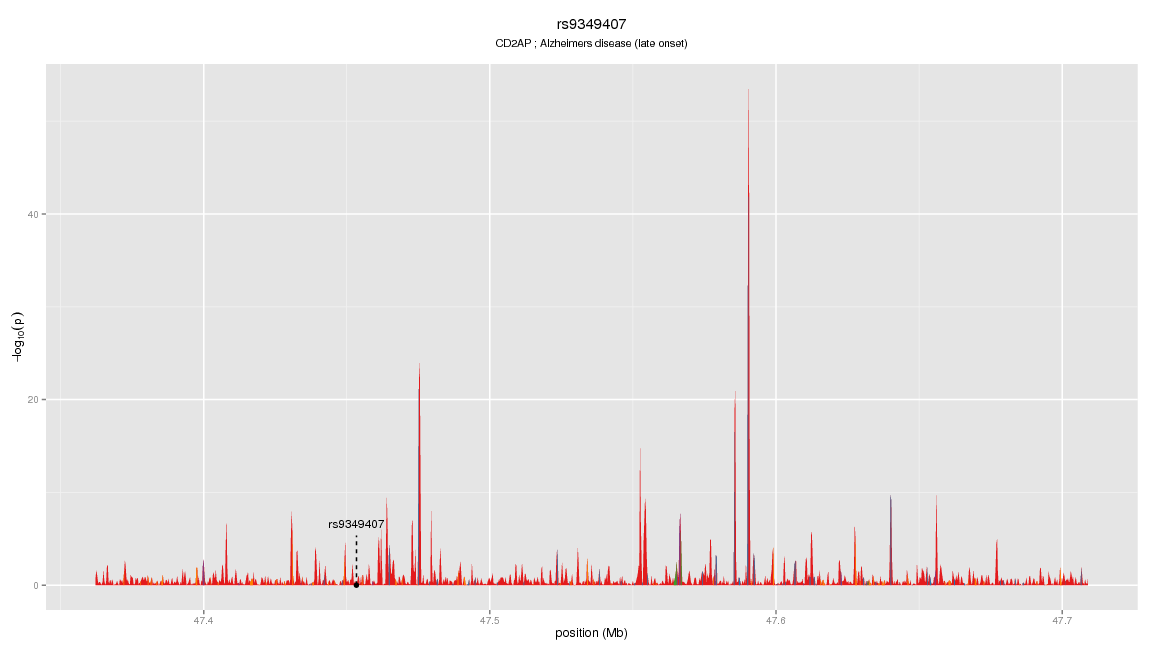 rs9349407
CD2AP ; Alzheimers disease (late onset)
−log10(p)
40
20
0
rs9349407
47.4
47.5
47.6
47.7
position (Mb)